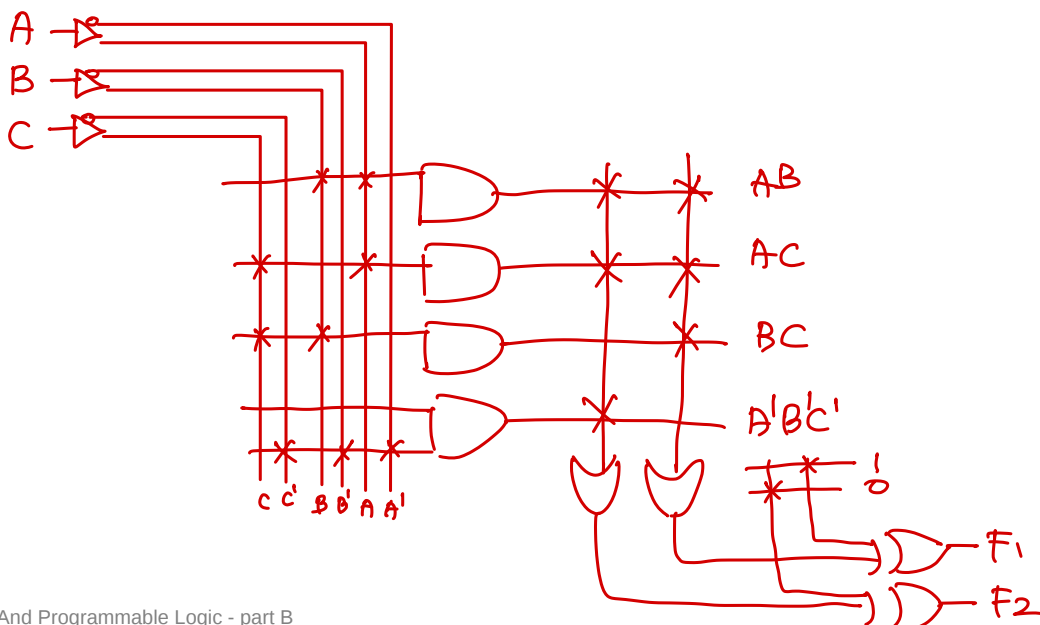 A
B
C
AB
AC
BC
A'B'C'
C C' B B' A A'
1
0
F1
F2
And Programmable Logic - part B